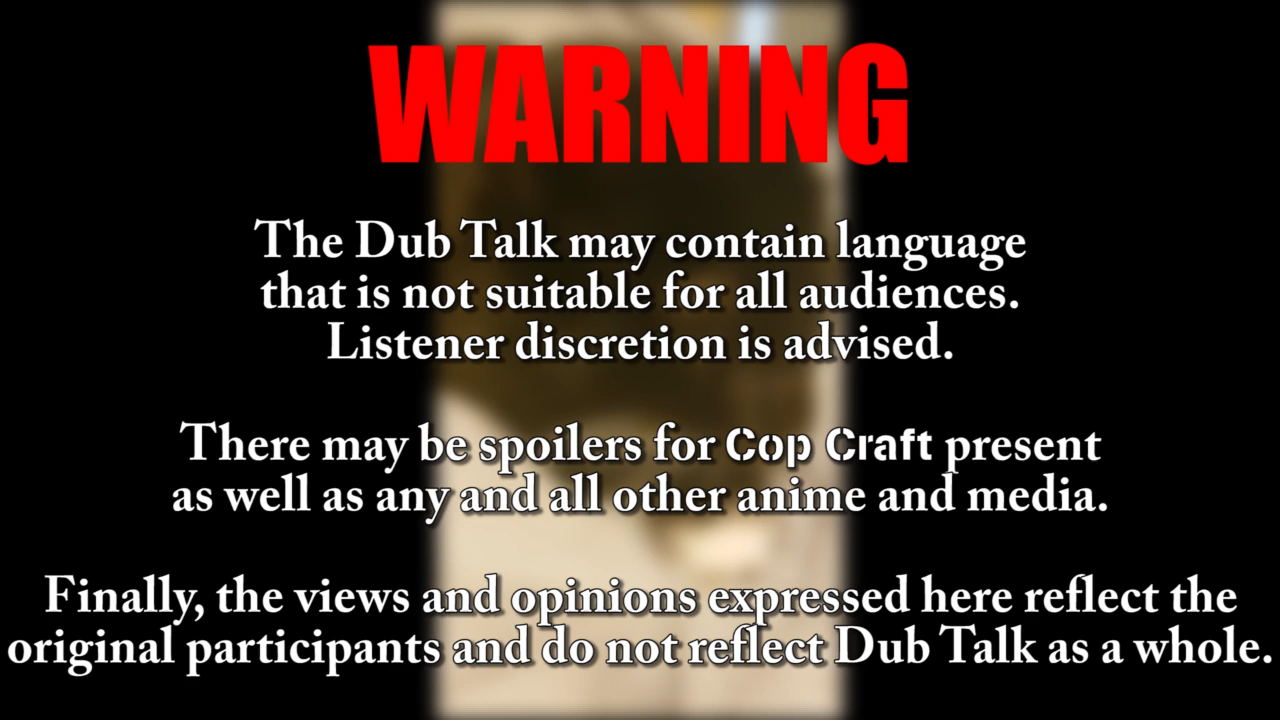 WARNING
The Dub Talk may contain language
that is not suitable for all audiences.
Listener discretion is advised.
There may be spoilers for Cop Craft present
as well as any and all other anime and media.
Finally, the views and opinions expressed here reflect the
original participants and do not reflect Dub Talk as a whole.